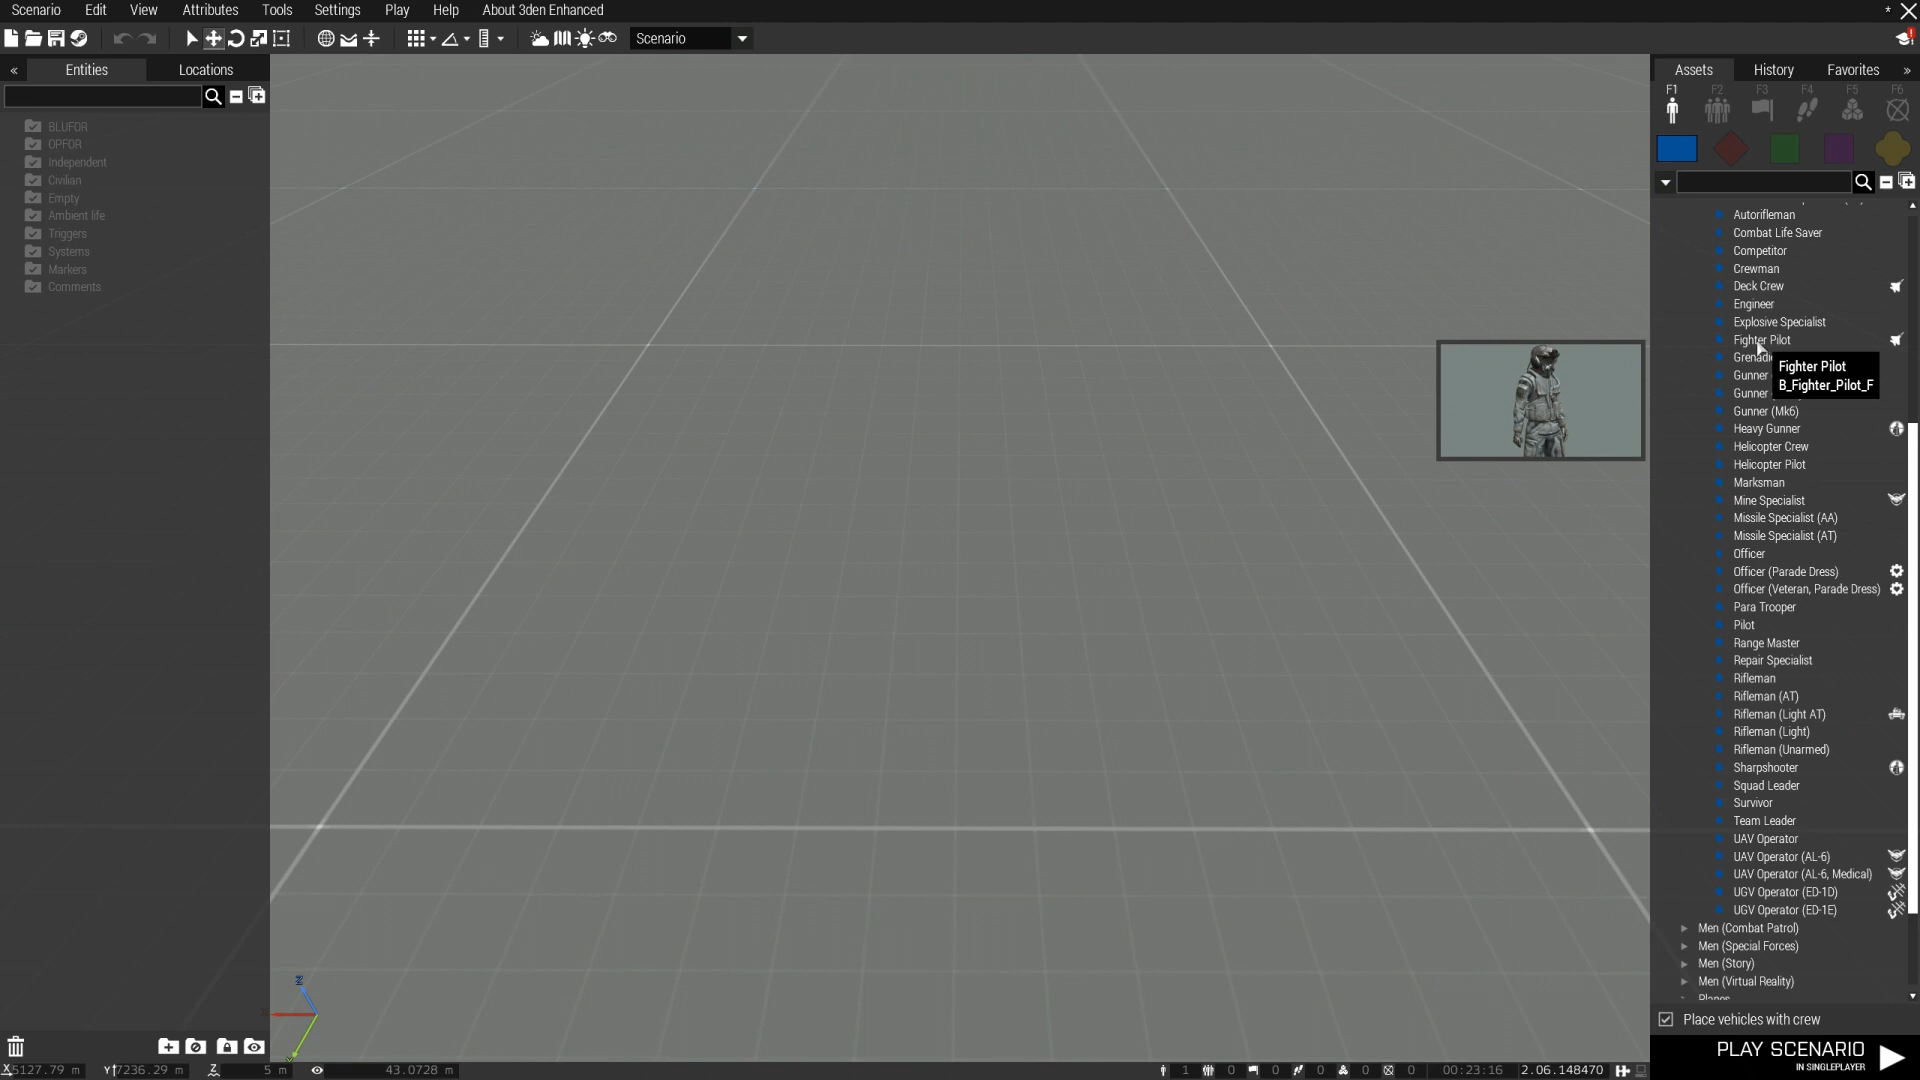 Scenario Edit View Attributes Tools Settings Play Help About 3den Enhanced *
Scenario
« Entities Locations
BLUFOR
OPFOR
Independent
Civilian
Empty
Ambient life
Triggers
Systems
Markers
Comments
Assets History Favorites »
F1 F2 F3 F4 F5 F6
Autorifleman
Combat Life Saver
Competitor
Crewman
Deck Crew
Engineer
Explosive Specialist
Fighter Pilot
Fighter Pilot
B_Fighter_Pilot_F
Gunner
Gunner
Gunner (Mk6)
Heavy Gunner
Helicopter Crew
Helicopter Pilot
Marksman
Mine Specialist
Missile Specialist (AA)
Missile Specialist (AT)
Officer
Officer (Parade Dress)
Officer (Veteran, Parade Dress)
Para Trooper
Pilot
Range Master
Repair Specialist
Rifleman
Rifleman (AT)
Rifleman (Light AT)
Rifleman (Light)
Rifleman (Unarmed)
Sharpshooter
Squad Leader
Survivor
Team Leader
UAV Operator
UAV Operator (AL-6)
UAV Operator (AL-6, Medical)
UGV Operator (ED-1D)
UGV Operator (ED-1E)
Men (Combat Patrol)
Men (Special Forces)
Men (Story)
Men (Virtual Reality)
Planes
Place vehicles with crew
PLAY SCENARIO
IN SINGLEPLAYER
Z
X 5127.79 m Y 7236.29 m Z 5 m 43.0728 m 1 0 0 0 0 0 00:23:16 2.06.148470